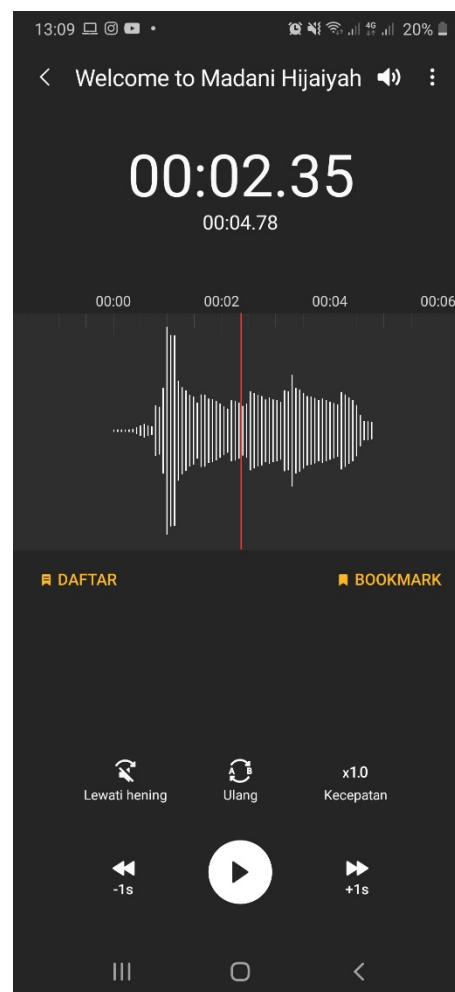 13:09 20%
4G
Welcome to Madani Hijaiyah
00:02.35
00:04.78
00:00 00:02 00:04 00:06
DAFTAR BOOKMARK
A B x1.0
Lewati hening Ulang Kecepatan
-1s +1s